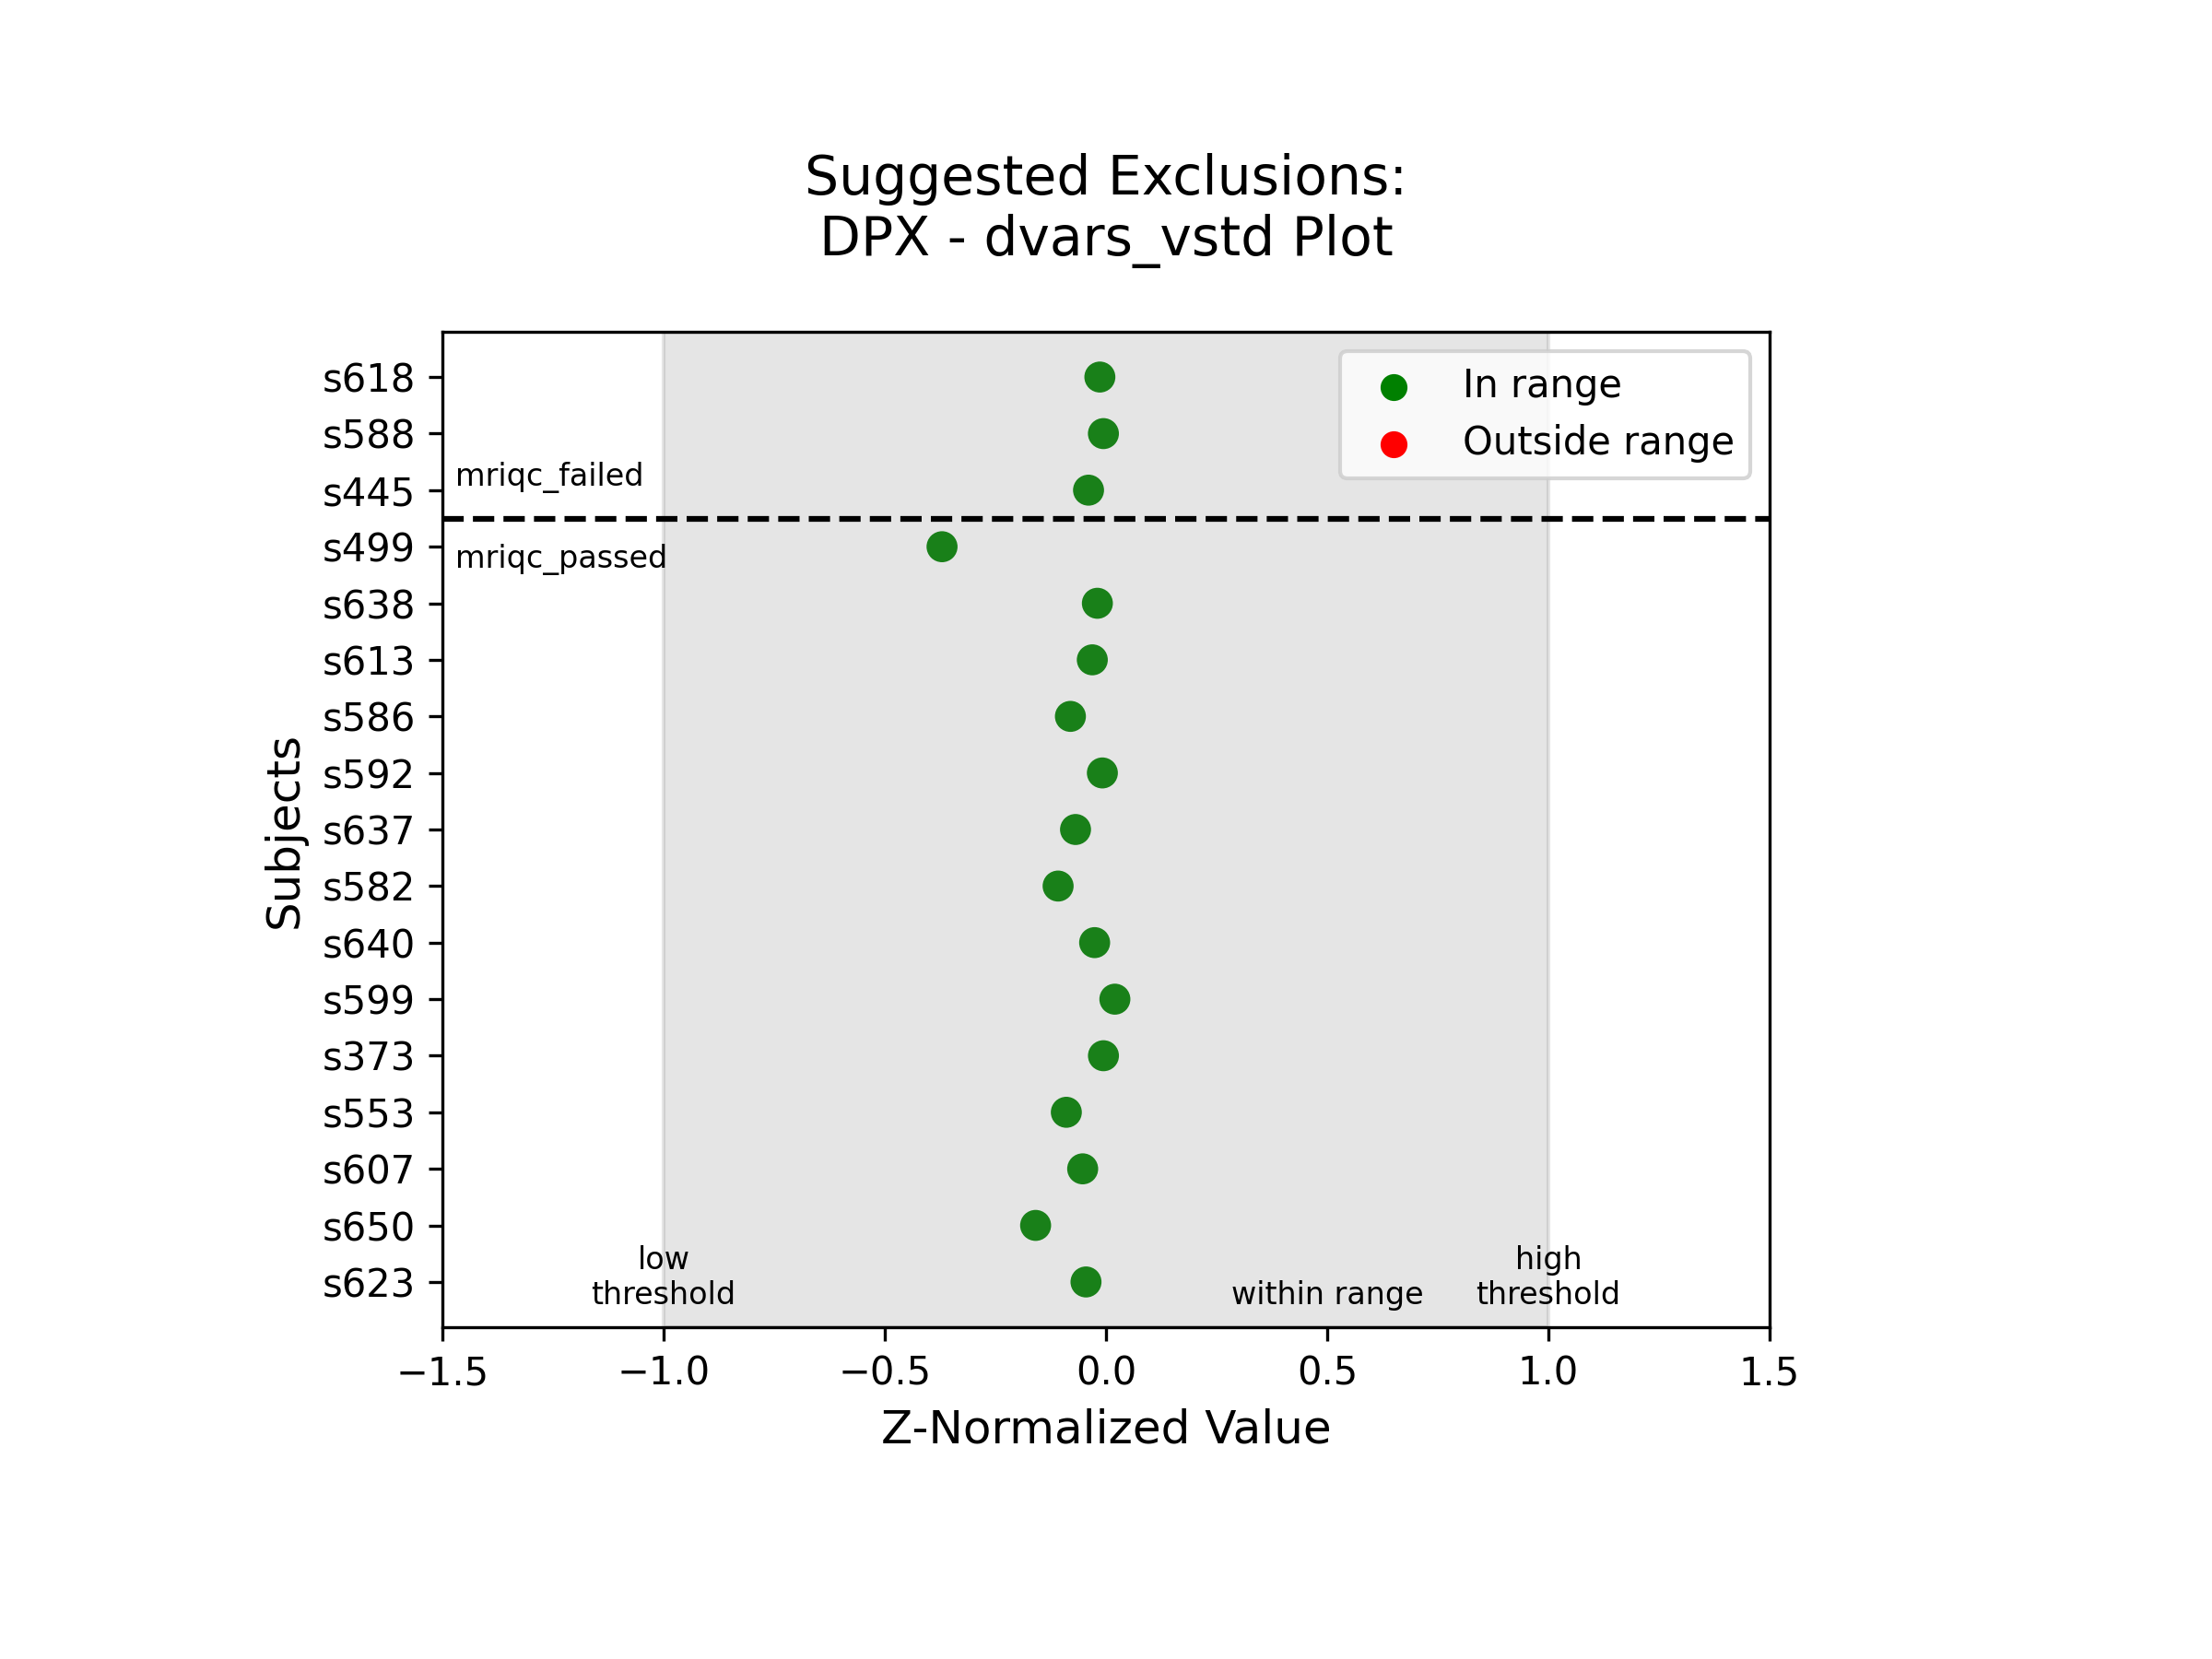 Suggested Exclusions:
DPX - dvars_vstd Plot
In range
Outside range
s618
s588
mriqc_failed
s445
s499
mriqc_passed
s638
s613
s586
s592
s637
s582
s640
s599
s373
s553
s607
s650
s623
Subjects
low
threshold
within range
high
threshold
−1.5
−1.0
−0.5
0.0
0.5
1.0
1.5
Z-Normalized Value